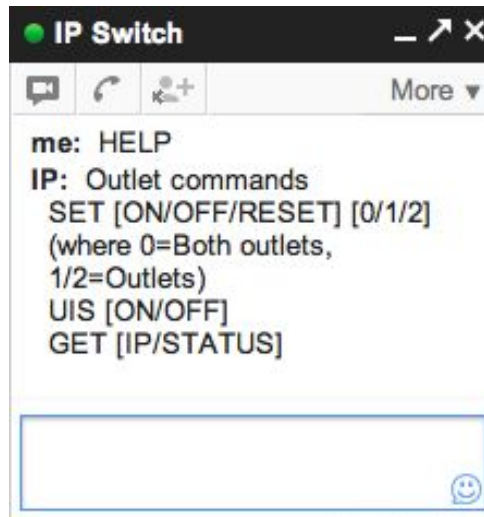 IP Switch
More
me: HELP
IP: Outlet commands
SET [ON/OFF/RESET] [0/1/2]
(where 0=Both outlets,
1/2=Outlets)
UIS [ON/OFF]
GET [IP/STATUS]